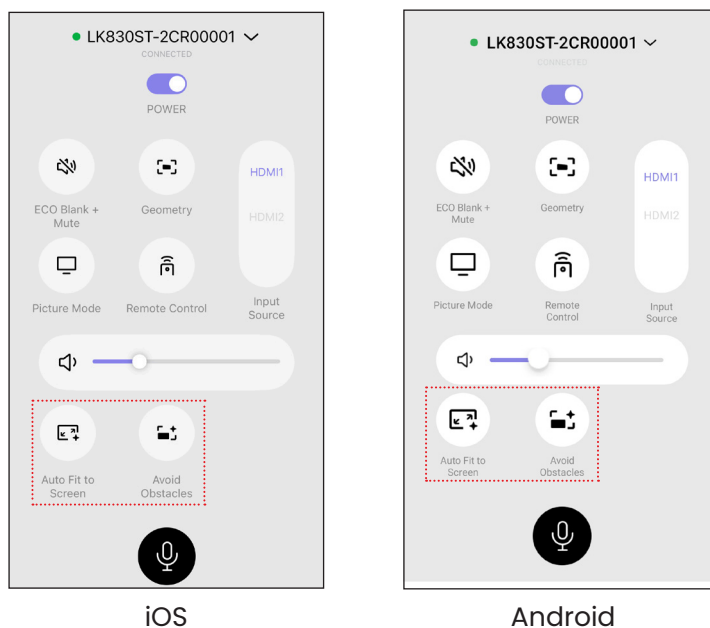 LK830ST-2CR00001
CONNECTED
POWER
HDMI1
HDMI2
ECO Blank +
Mute
Geometry
Picture Mode
Remote Control
Input
Source
Auto Fit to
Screen
Avoid
Obstacles
iOS
LK830ST-2CR00001
CONNECTED
POWER
HDMI1
HDMI2
ECO Blank +
Mute
Geometry
Picture Mode
Remote
Control
Input
Source
Auto Fit to
Screen
Avoid
Obstacles
Android